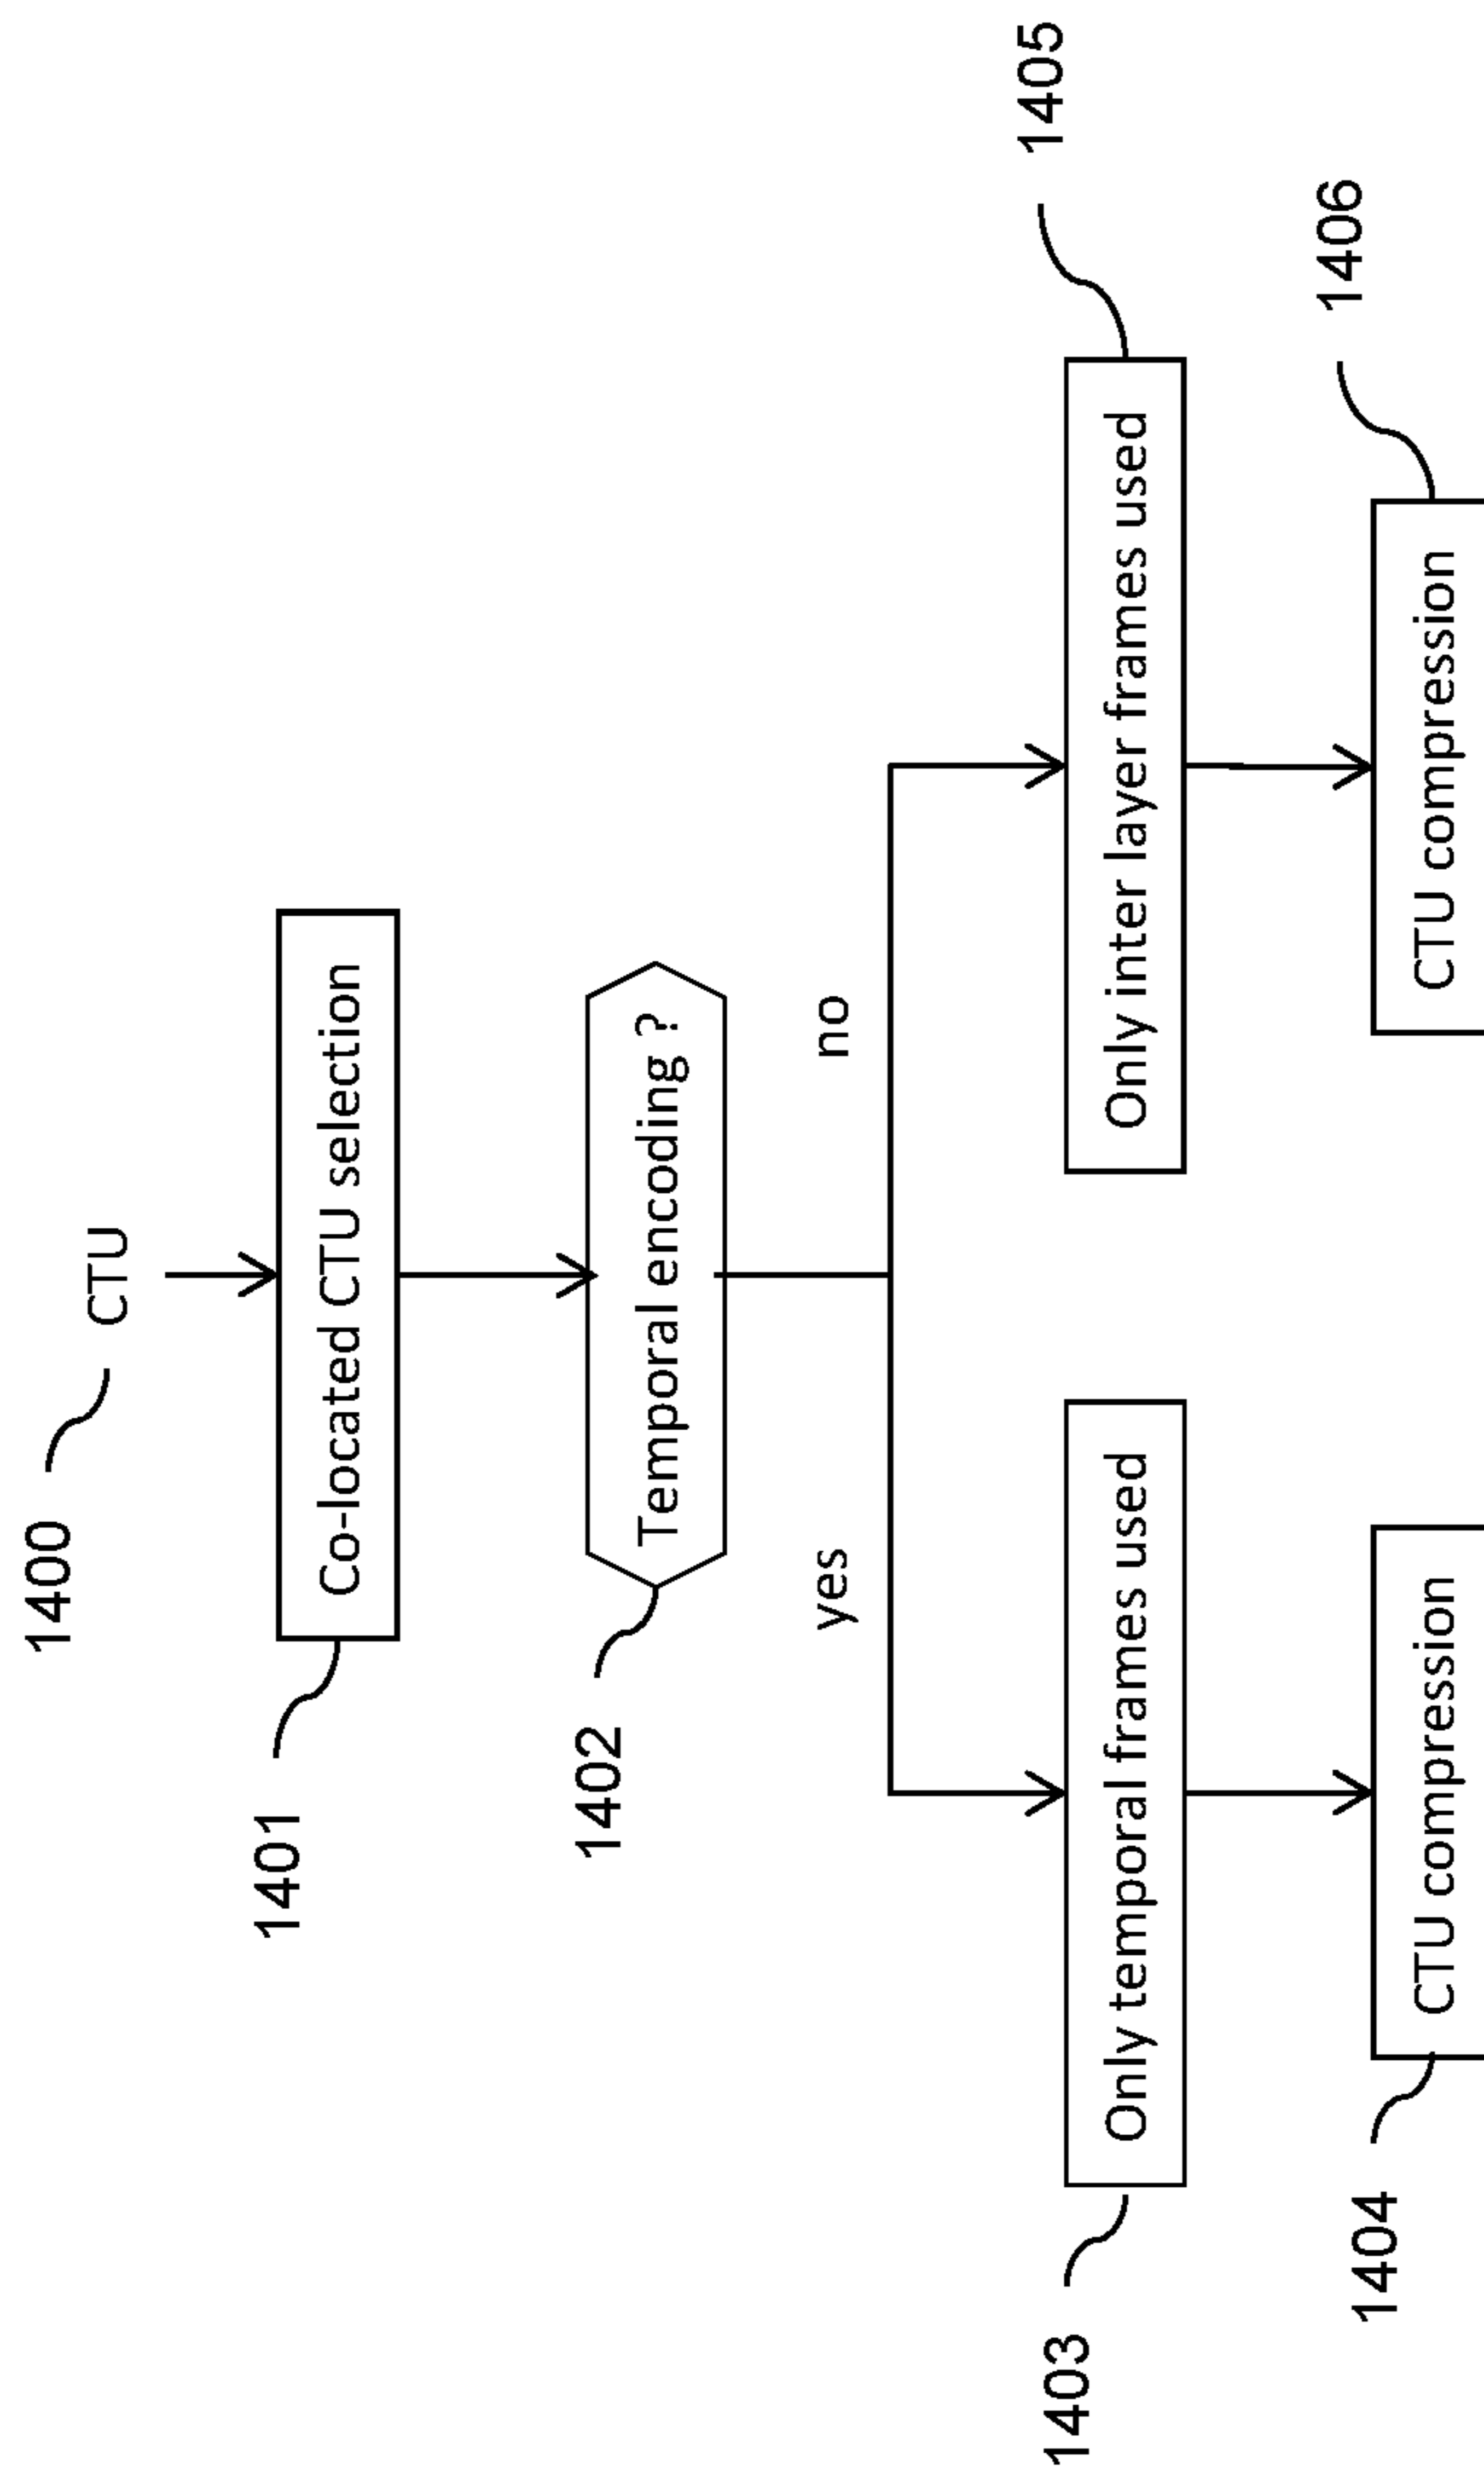 1400
CTU
1401
Co-located CTU selection
1402
Temporal encoding ?
yes
no
1403
Only temporal frames used
Only inter layer frames used
1405
1404
CTU compression
CTU compression
1406